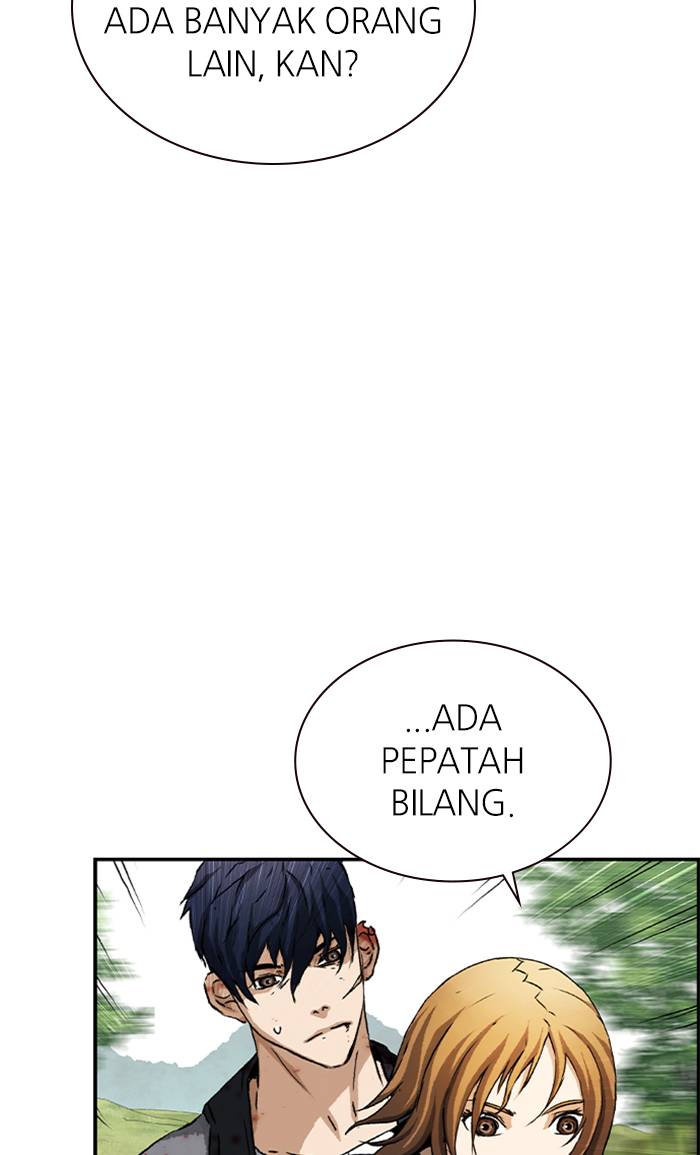 ADA BANYAK ORANG
LAIN, KAN?
...ADA
PEPATAH
BILANG.